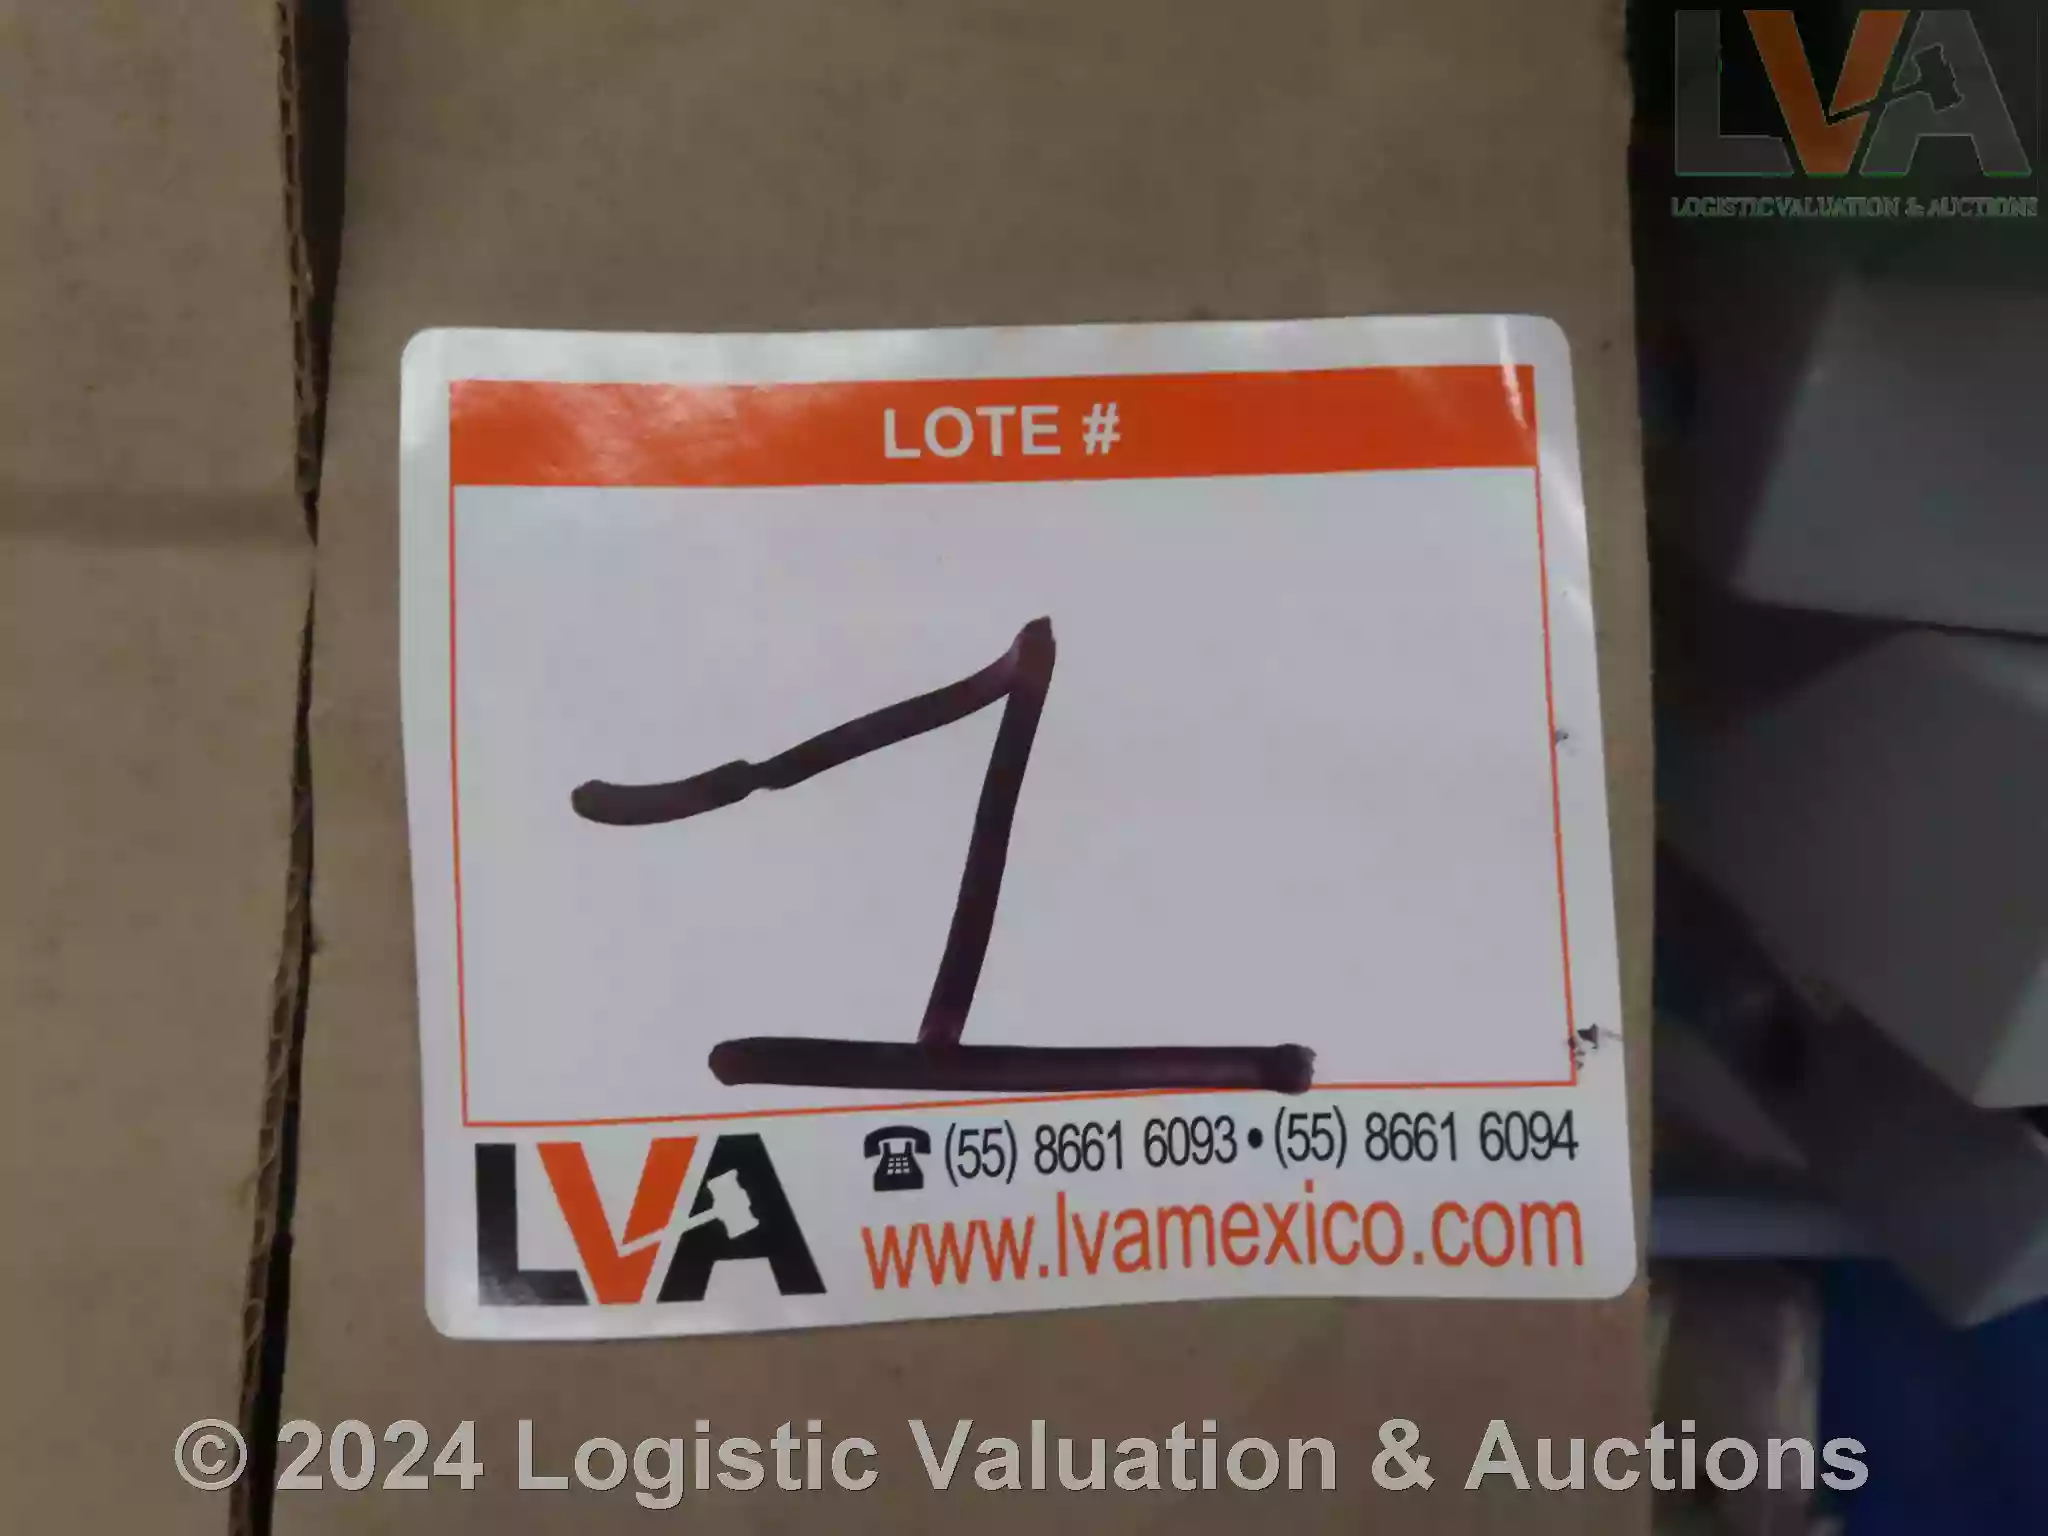 LVA
LOGISTIC VALUATION & AUCTIONS
LOTE #
1
LVA
(55) 8661 6093 • (55) 8661 6094
www.lvamexico.com
© 2024 Logistic Valuation & Auctions